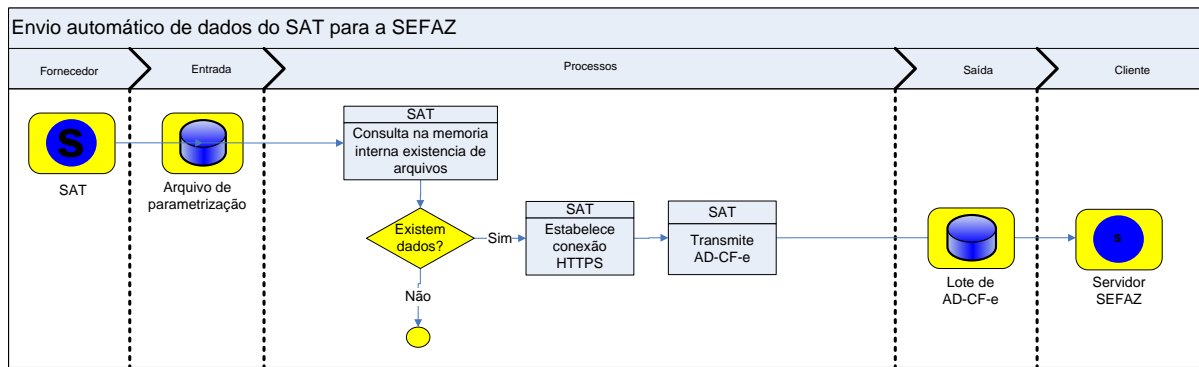 Envio automático de dados do SAT para a SEFAZ
Fornecedor
Entrada
Processos
Saída
Cliente
S
SAT
Arquivo de
parametrização
SAT
Consulta na memoria
interna existencia de
arquivos
Existem
dados?
Sim
Não
SAT
Estabelece
conexão
HTTPS
SAT
Transmite
AD-CF-e
Lote de
AD-CF-e
s
Servidor
SEFAZ